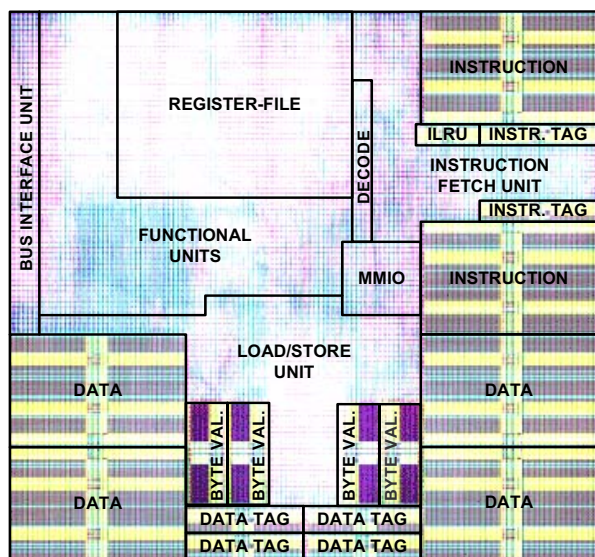 INSTRUCTION
REGISTER-FILE
ILRU
INSTR. TAG
DECODE
INSTRUCTION
FETCH UNIT
BUS INTERFACE UNIT
INSTR. TAG
FUNCTIONAL
UNITS
MMIO
INSTRUCTION
LOAD/STORE
UNIT
DATA
DATA
BYTE VAL.
BYTE VAL.
BYTE VAL.
BYTE VAL.
DATA
DATA
DATA TAG
DATA TAG
DATA TAG
DATA TAG